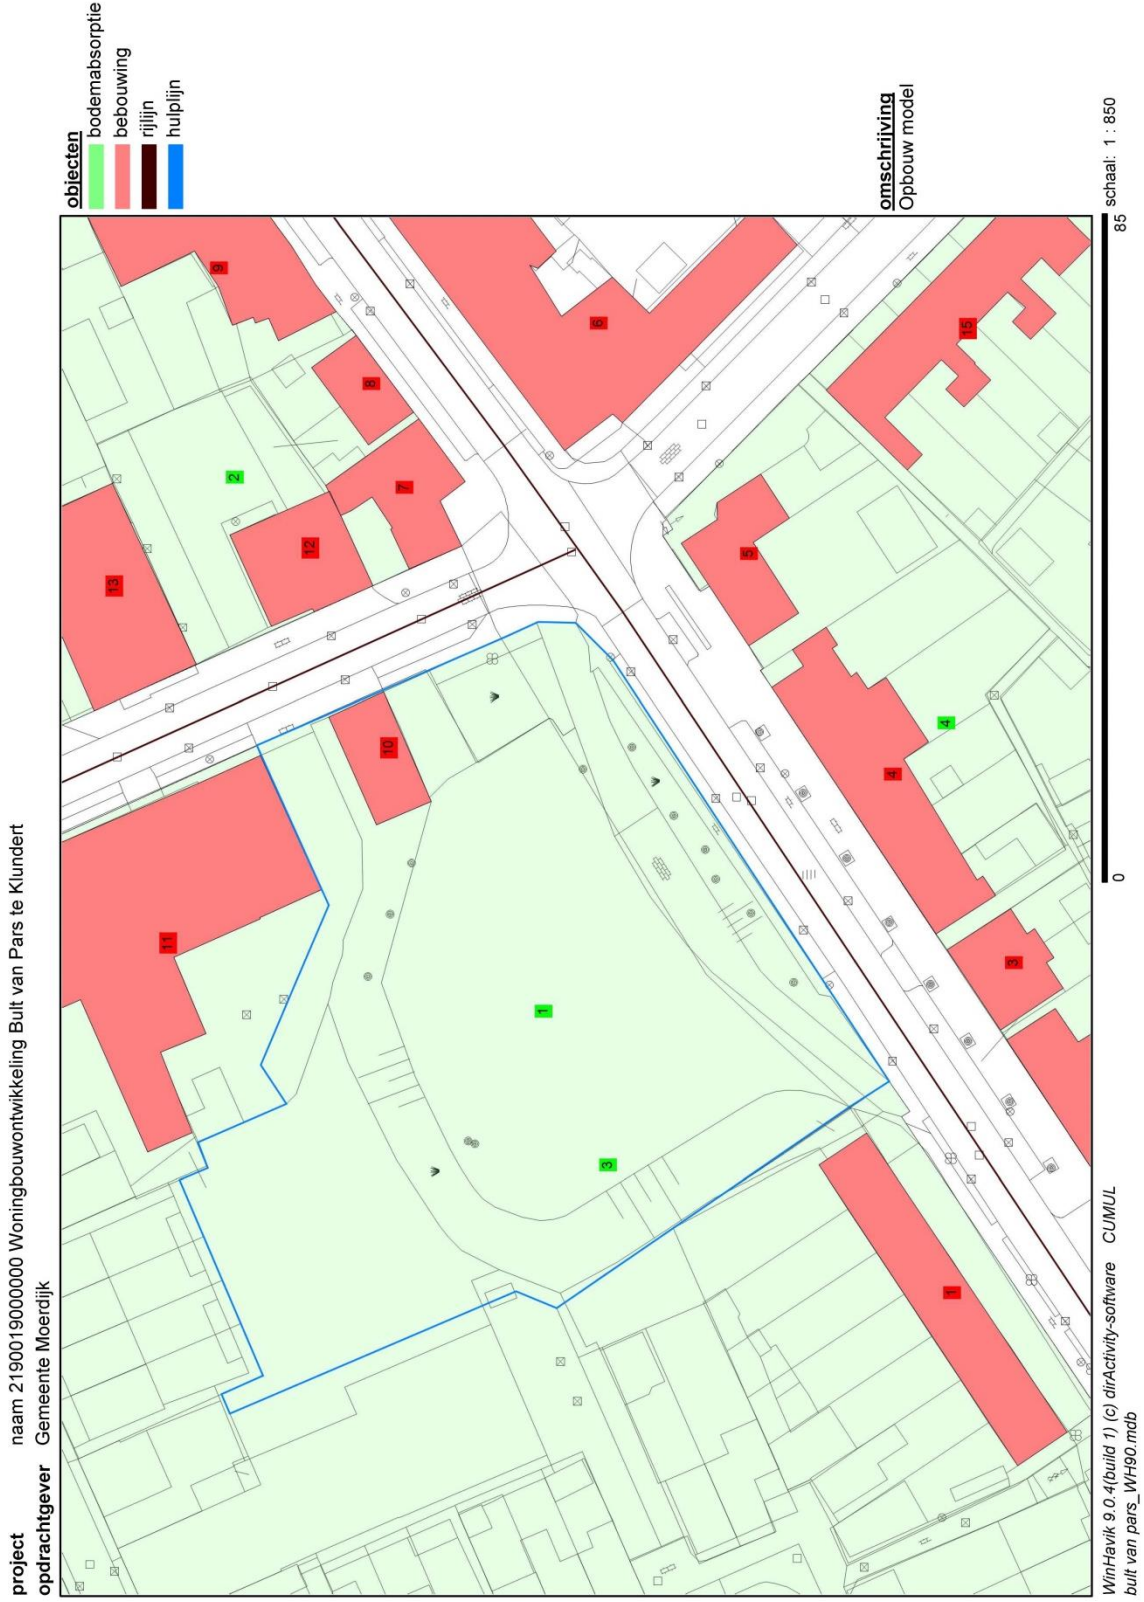 project naam 21900190000000 Woningbouwontwikkeling Bult van Pars te Klundert
opdrachtgever Gemeente Moerdijk
objecten
bodemabsorptie
bebouwing
rijlijn
hulplijn
13
2
12
9
8
7
6
11
10
5
15
1
3
4
4
3
1
omschrijving
Opbouw model
0
85
schaal: 1 : 850
WinHavik 9.0.4(build 1) (c) dirActivity-software CUMUL
bult van pars_WH90.mdb